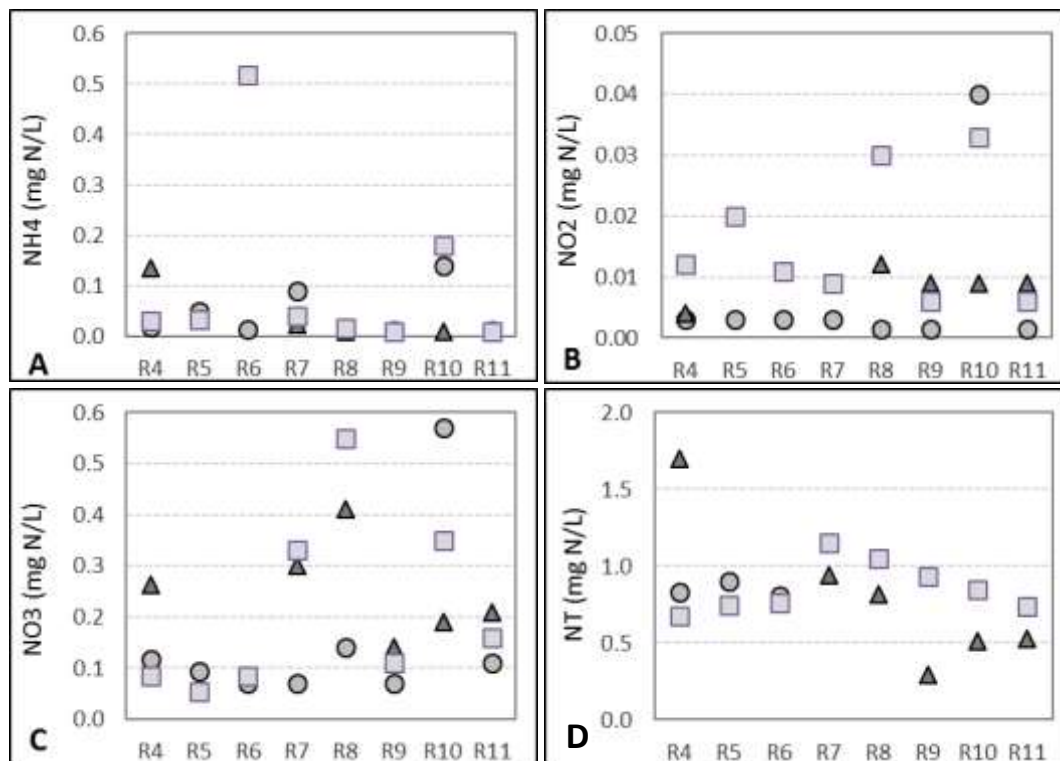 NH4 (mg N/L)
0.6
0.5
0.4
0.3
0.2
0.1
0.0
R4 R5 R6 R7 R8 R9 R10 R11
A
NO2 (mg N/L)
0.05
0.04
0.03
0.02
0.01
0.00
R4 R5 R6 R7 R8 R9 R10 R11
B
NO3 (mg N/L)
0.6
0.5
0.4
0.3
0.2
0.1
0.0
R4 R5 R6 R7 R8 R9 R10 R11
C
NT (mg N/L)
2.0
1.5
1.0
0.5
0.0
R4 R5 R6 R7 R8 R9 R10 R11
D